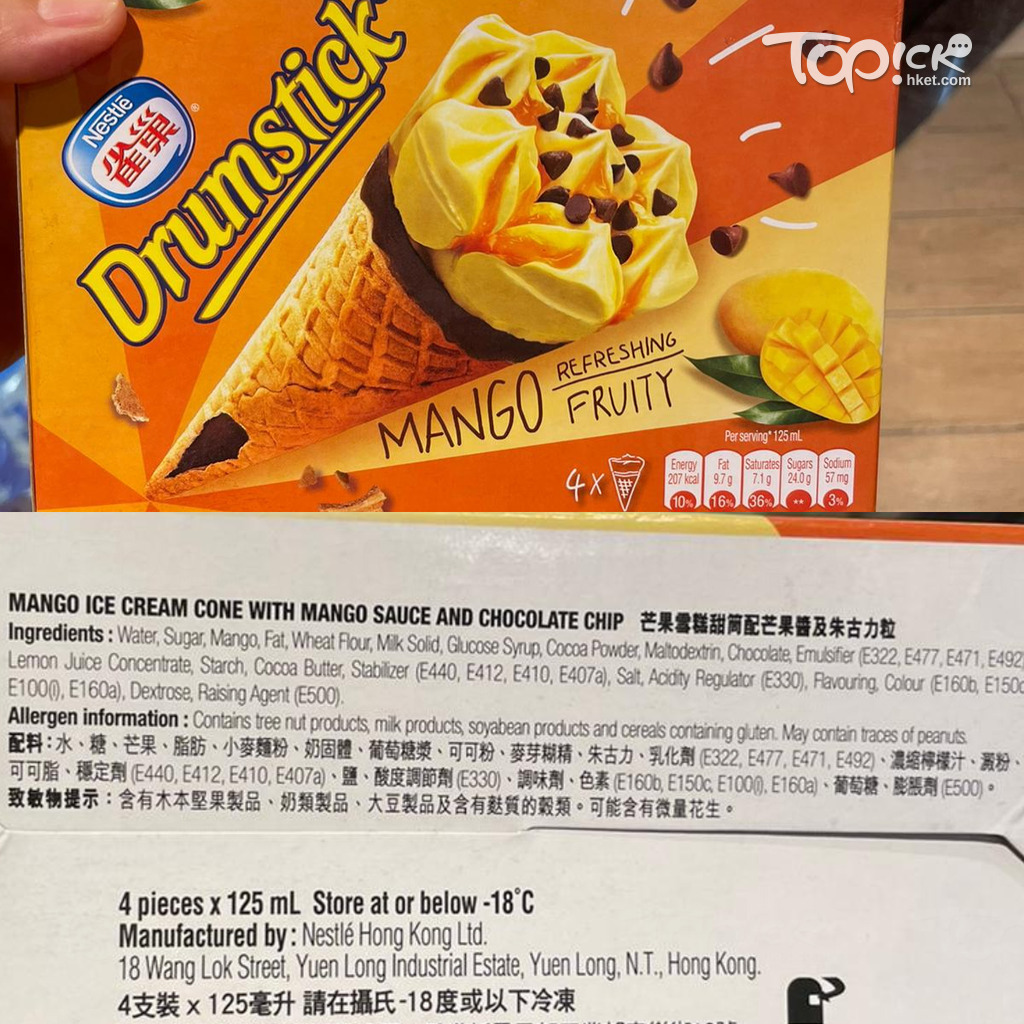 TOPick
hket.com
Nestlé
雀巢
®
Drumstick
MANGO REFRESHING FRUITY
Per serving* 125 mL
4x
Energy Fat Saturates Sugars Sodium
207 kcal 9.7 g 7.1 g 24.0 g 57 mg
10% 16% 36% ** 3%
MANGO ICE CREAM CONE WITH MANGO SAUCE AND CHOCOLATE CHIP 芒果雪糕甜筒配芒果醬及朱古力粒
Ingredients : Water, Sugar, Mango, Fat, Wheat Flour, Milk Solid, Glucose Syrup, Cocoa Powder, Maltodextrin, Chocolate, Emulsifier (E322, E477, E471, E492
Lemon Juice Concentrate, Starch, Cocoa Butter, Stabilizer (E440, E412, E410, E407a), Salt, Acidity Regulator (E330), Flavouring, Colour (E160b, E150c
E100(i), E160a), Dextrose, Raising Agent (E500).
Allergen information : Contains tree nut products, milk products, soyabean products and cereals containing gluten. May contain traces of peanuts.
配料：水、糖、芒果、脂肪、小麥麵粉、奶固體、葡萄糖漿、可可粉、麥芽糊精、朱古力、乳化劑 (E322, E477, E471, E492)、濃縮檸檬汁、澱粉、
可可脂、穩定劑 (E440, E412, E410, E407a)、鹽、酸度調節劑 (E330)、調味劑、色素 (E160b, E150c, E100(i), E160a)、葡萄糖、膨脹劑 (E500)。
致敏物提示：含有木本堅果製品、奶類製品、大豆製品及含有麩質的穀類。可能含有微量花生。
4 pieces x 125 mL Store at or below -18°C
Manufactured by : Nestlé Hong Kong Ltd.
18 Wang Lok Street, Yuen Long Industrial Estate, Yuen Long, N.T., Hong Kong.
4支裝 x 125毫升 請在攝氏-18度或以下冷凍